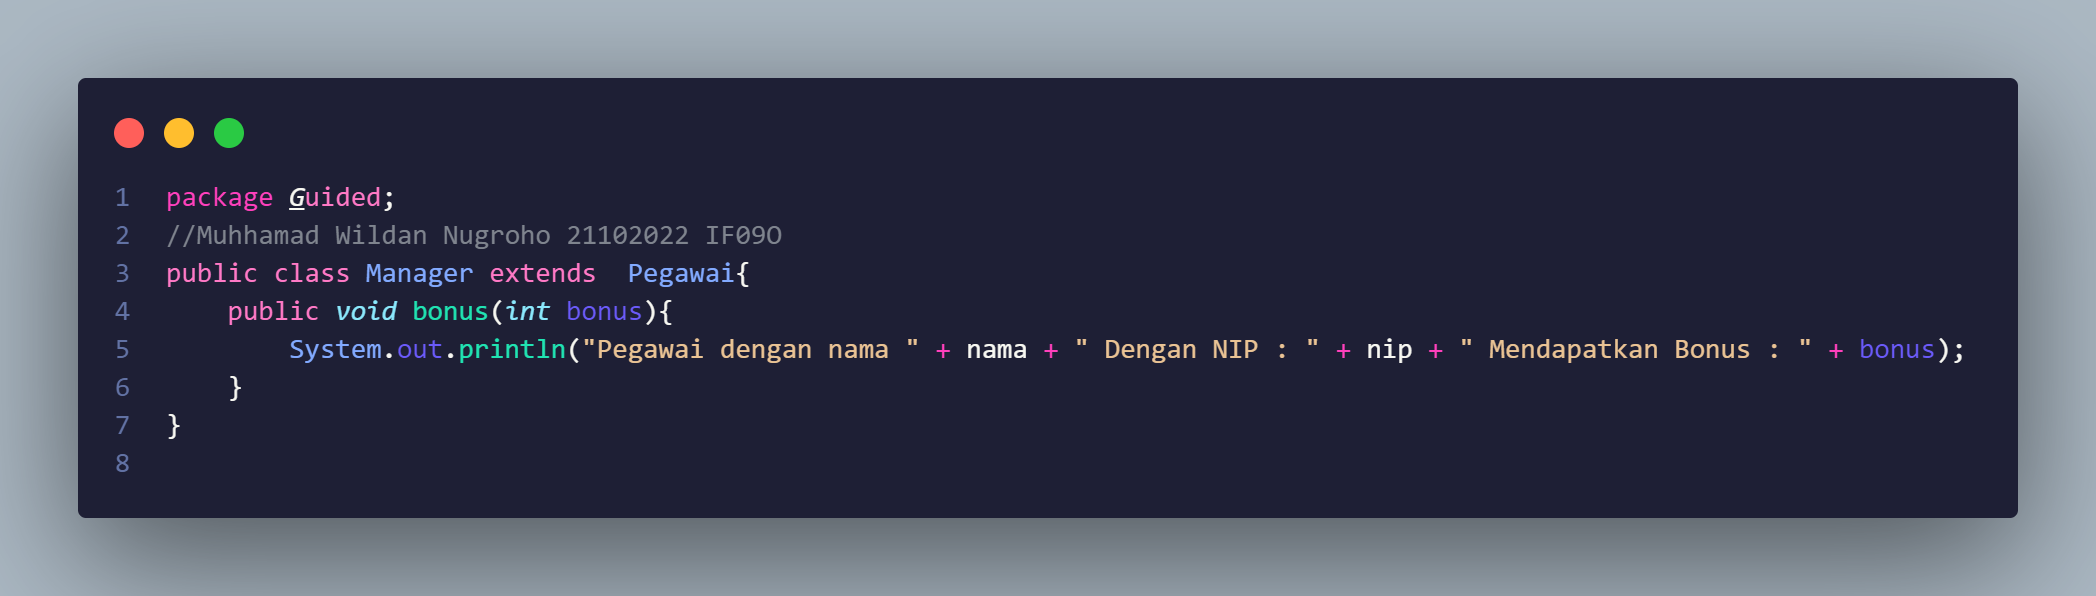 1 package Guided;
2 //Muhhamad Wildan Nugroho 21102022 IF09O
3 public class Manager extends  Pegawai{
4     public void bonus(int bonus){
5         System.out.println("Pegawai dengan nama " + nama + " Dengan NIP : " + nip + " Mendapatkan Bonus : " + bonus);
6     }
7 }
8